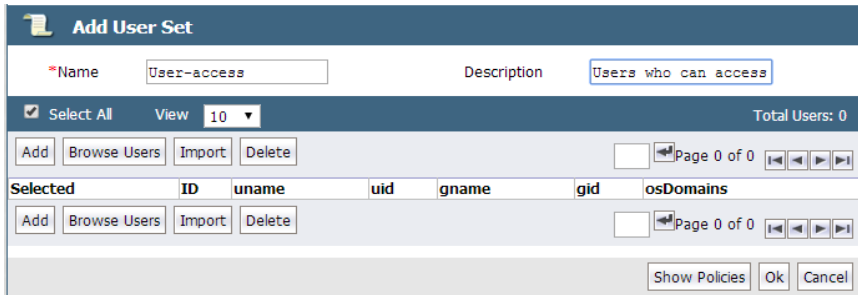 Add User Set
*Name User-access Description Users who can access
Select All View 10 Total Users: 0
Add Browse Users Import Delete Page 0 of 0
Selected ID uname uid gname gid osDomains
Add Browse Users Import Delete Page 0 of 0
Show Policies Ok Cancel